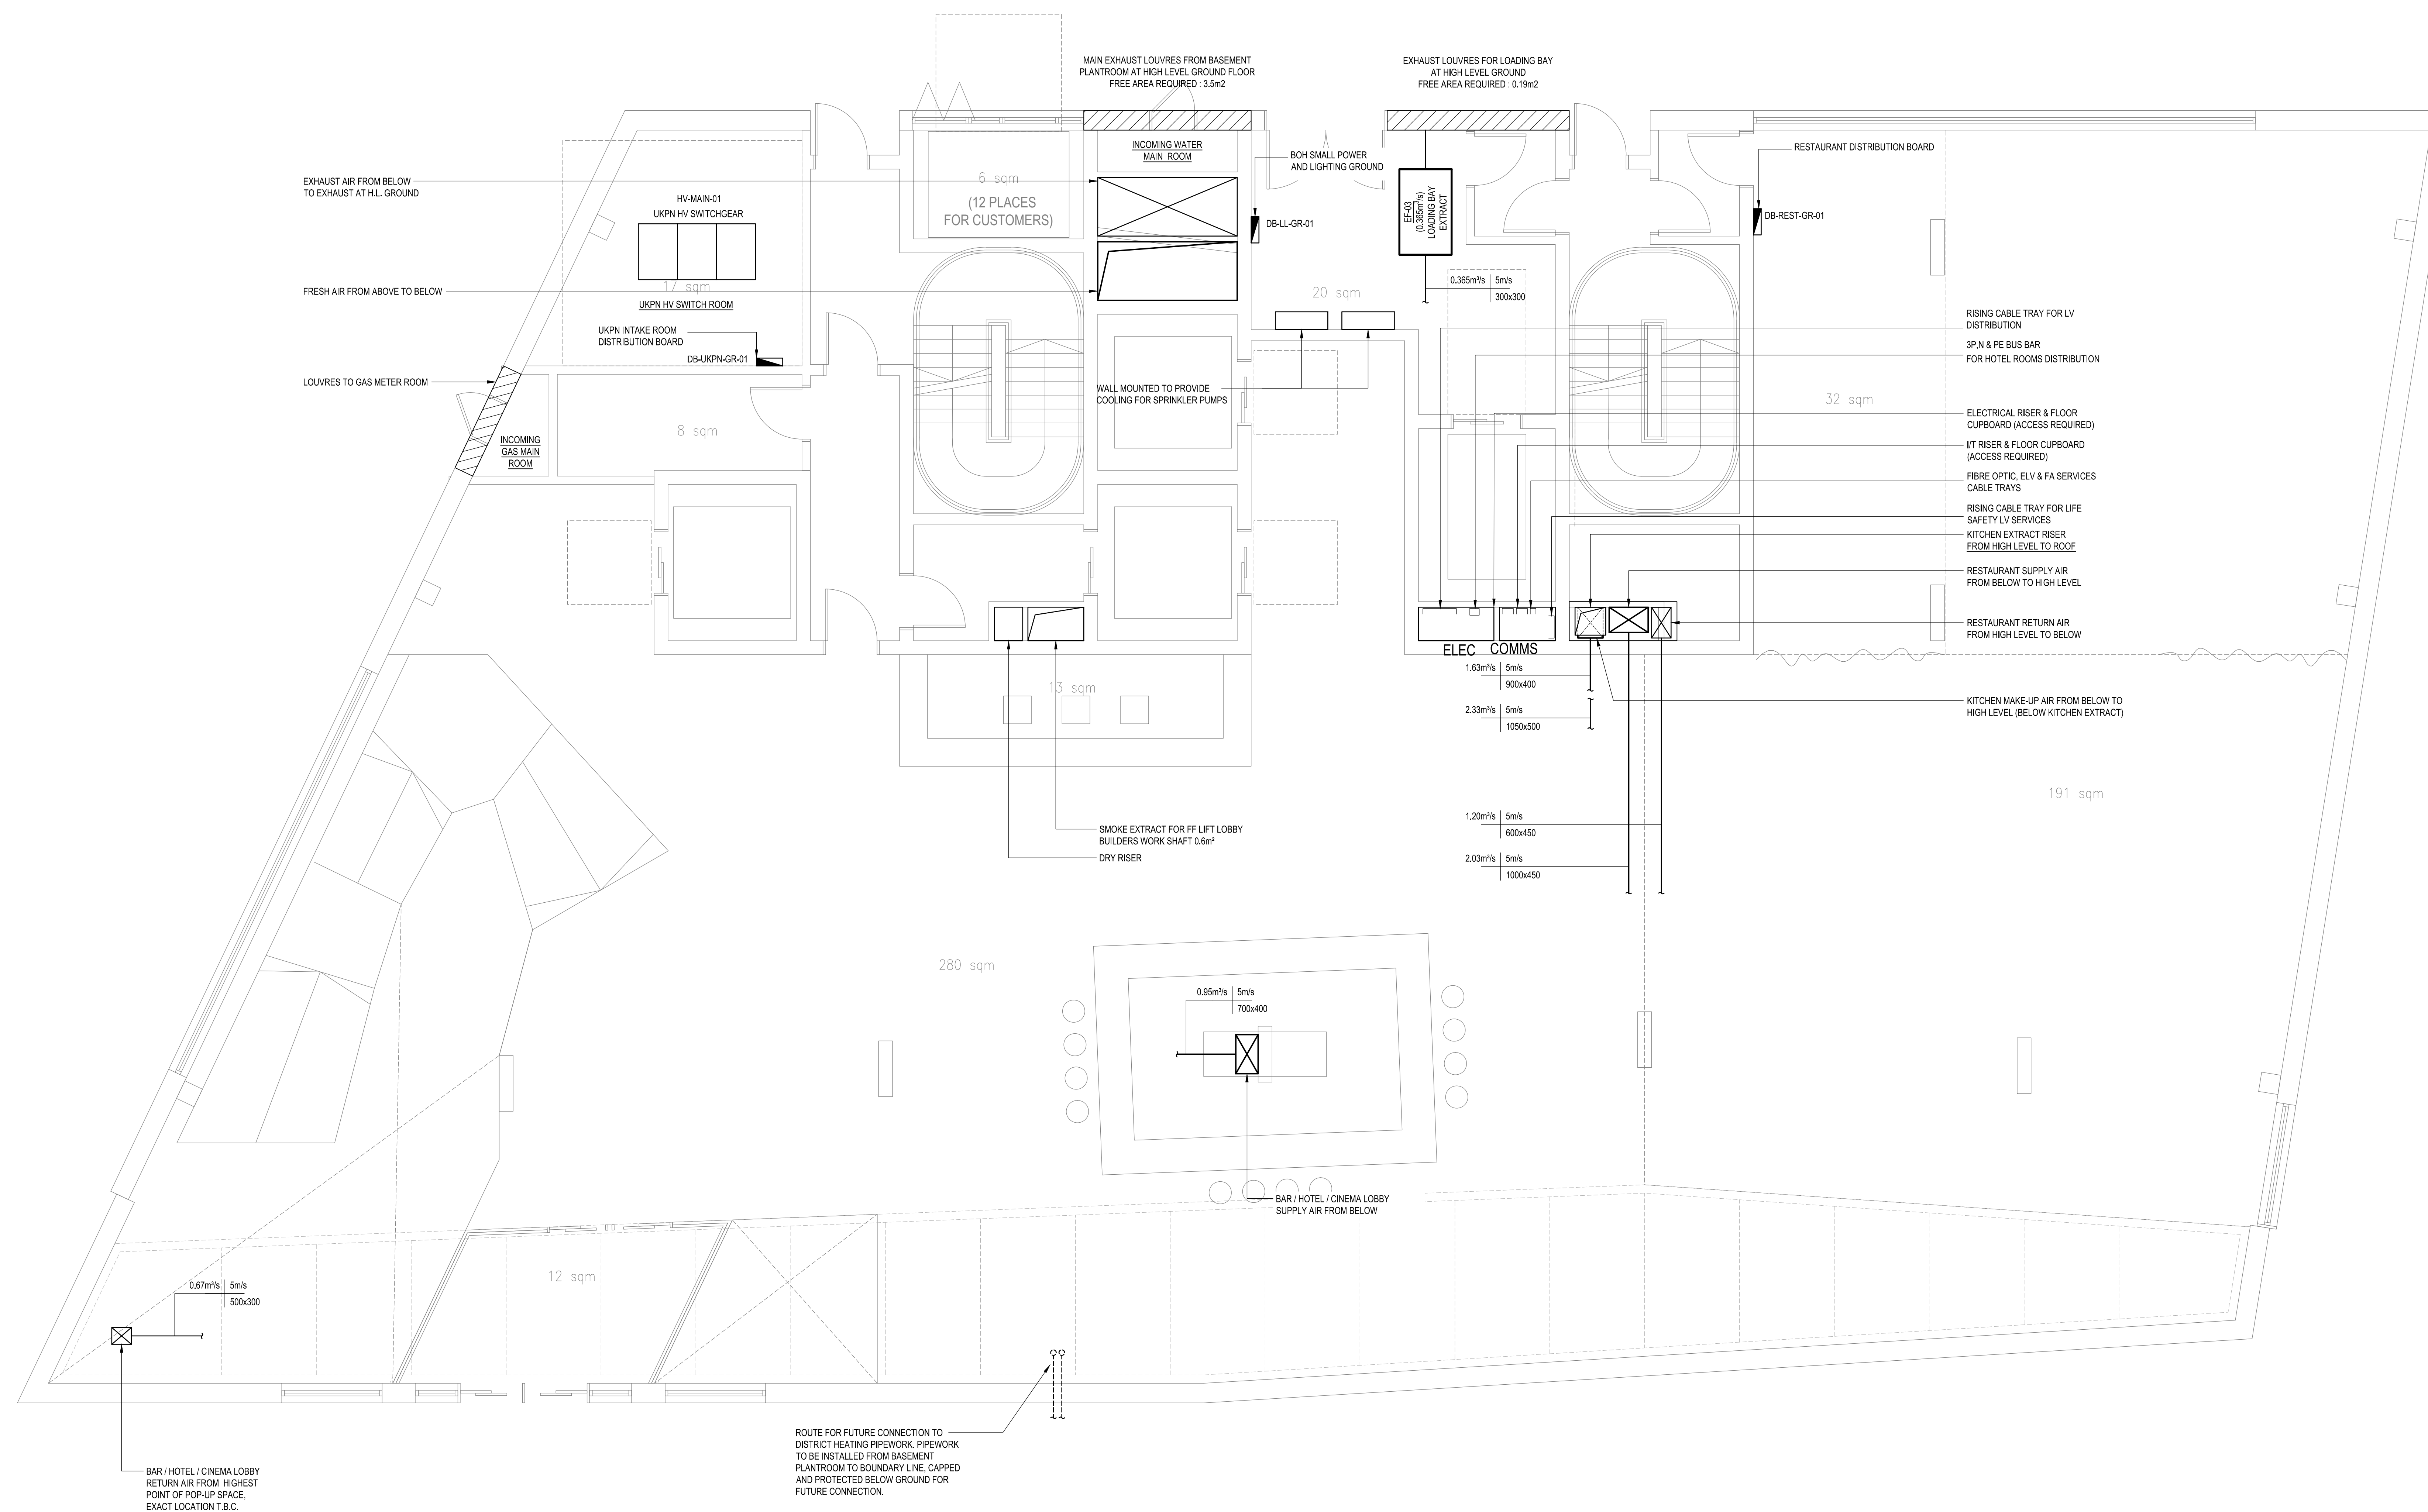 MAIN EXHAUST LOUVRES FROM BASEMENT
PLANTROOM AT HIGH LEVEL GROUND FLOOR
FREE AREA REQUIRED : 3.5m2
EXHAUST LOUVRES FOR LOADING BAY
AT HIGH LEVEL GROUND
FREE AREA REQUIRED : 0.19m2
INCOMING WATER
MAIN ROOM
BOH SMALL POWER
AND LIGHTING GROUND
RESTAURANT DISTRIBUTION BOARD
EXHAUST AIR FROM BELOW
TO EXHAUST AT H.L. GROUND
HV-MAIN-01
UKPN HV SWITCHGEAR
17 sqm
UKPN HV SWITCH ROOM
6 sqm
(12 PLACES
FOR CUSTOMERS)
DB-LL-GR-01
EF-03
(0.365m³/s)
LOADING BAY
EXTRACT
DB-REST-GR-01
FRESH AIR FROM ABOVE TO BELOW
20 sqm
0.365m³/s 5m/s
300x300
UKPN INTAKE ROOM
DISTRIBUTION BOARD
DB-UKPN-GR-01
RISING CABLE TRAY FOR LV
DISTRIBUTION
3P,N & PE BUS BAR
FOR HOTEL ROOMS DISTRIBUTION
LOUVRES TO GAS METER ROOM
WALL MOUNTED TO PROVIDE
COOLING FOR SPRINKLER PUMPS
32 sqm
ELECTRICAL RISER & FLOOR
CUPBOARD (ACCESS REQUIRED)
8 sqm
INCOMING
GAS MAIN
ROOM
I/T RISER & FLOOR CUPBOARD
(ACCESS REQUIRED)
FIBRE OPTIC, ELV & FA SERVICES
CABLE TRAYS
RISING CABLE TRAY FOR LIFE
SAFETY LV SERVICES
KITCHEN EXTRACT RISER
FROM HIGH LEVEL TO ROOF
RESTAURANT SUPPLY AIR
FROM BELOW TO HIGH LEVEL
RESTAURANT RETURN AIR
FROM HIGH LEVEL TO BELOW
ELEC COMMS
1.63m³/s 5m/s
900x400
13 sqm
2.33m³/s 5m/s
1050x500
KITCHEN MAKE-UP AIR FROM BELOW TO
HIGH LEVEL (BELOW KITCHEN EXTRACT)
191 sqm
1.20m³/s 5m/s
600x450
SMOKE EXTRACT FOR FF LIFT LOBBY
BUILDERS WORK SHAFT 0.6m²
DRY RISER
2.03m³/s 5m/s
1000x450
280 sqm
0.95m³/s 5m/s
700x400
BAR / HOTEL / CINEMA LOBBY
SUPPLY AIR FROM BELOW
12 sqm
0.67m³/s 5m/s
500x300
ROUTE FOR FUTURE CONNECTION TO
DISTRICT HEATING PIPEWORK. PIPEWORK
TO BE INSTALLED FROM BASEMENT
PLANTROOM TO BOUNDARY LINE, CAPPED
AND PROTECTED BELOW GROUND FOR
FUTURE CONNECTION.
BAR / HOTEL / CINEMA LOBBY
RETURN AIR FROM HIGHEST
POINT OF POP-UP SPACE,
EXACT LOCATION T.B.C.